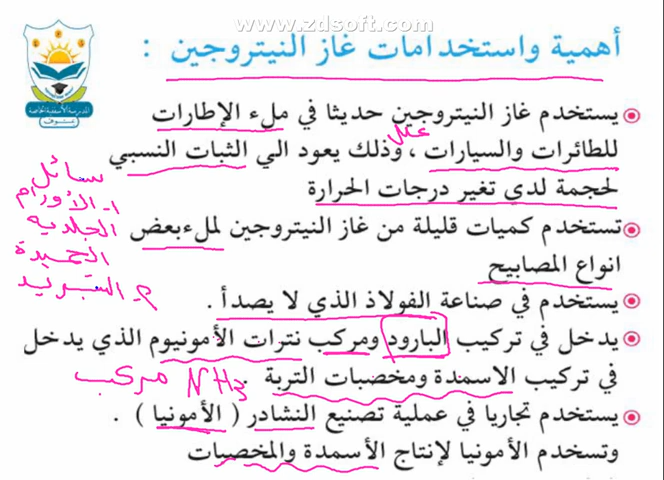 www.zdsoft.com
أهمية واستخدامات غاز النيتروجين :
يستخدم غاز النيتروجين حديثا في ملء الإطارات
علل
للطائرات والسيارات ، وذلك يعود الي الثبات النسبي
لحجمة لدي تغير درجات الحرارة
تستخدم كميات قليلة من غاز النيتروجين لملء بعض
انواع المصابيح
يستخدم في صناعة الفولاذ الذي لا يصدأ .
يدخل في تركيب البارود ومركب نترات الأمونيوم الذي يدخل
في تركيب الاسمدة ومخصبات التربة .
مركب NH3
يستخدم تجاريا في عملية تصنيع النشادر ( الأمونيا ) .
وتسخدم الأمونيا لإنتاج الأسمدة والمخصبات
سائل
١- الأورام
الجلديه
الحميدة
٢- التبريد